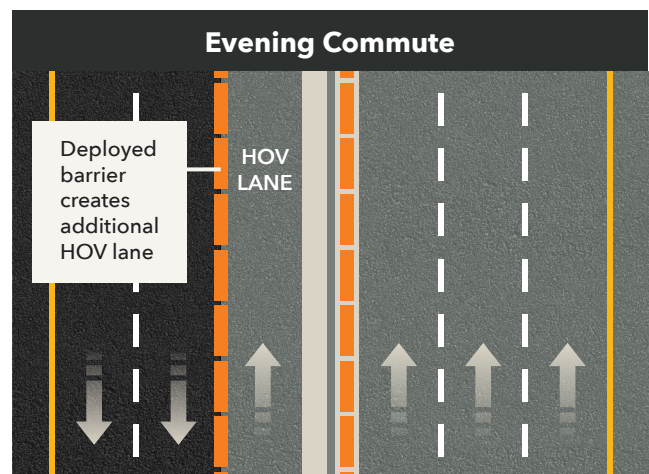 Evening Commute
Deployed
barrier
creates
additional
HOV lane
HOV
LANE